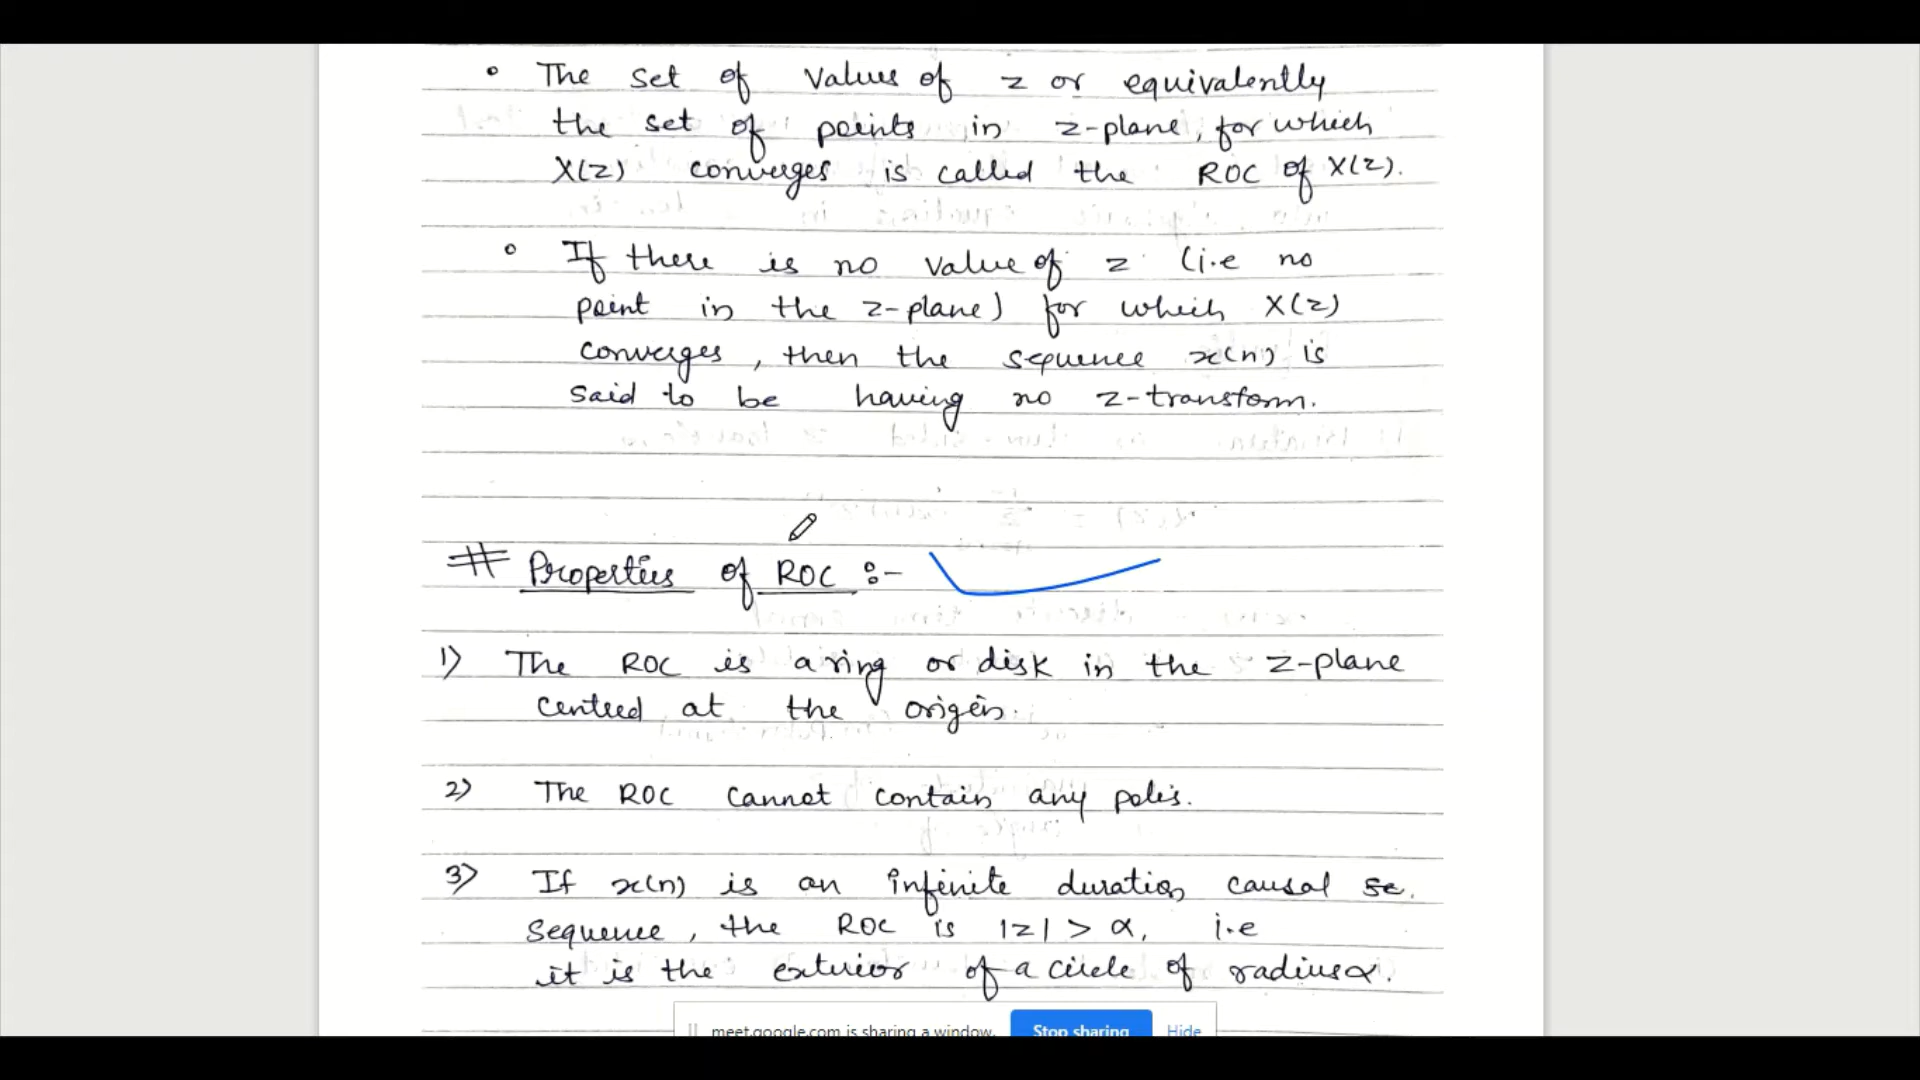 • The set of values of z or equivalently
the set of points in z-plane, for which
X(z) converges is called the ROC of X(z).
• If there is no value of z (i.e no
point in the z-plane) for which X(z)
converges, then the sequence x(n) is
said to be having no z-transform.
# Properties of ROC :-
1) The ROC is a ring or disk in the z-plane
centred at the origin.
2) The ROC cannot contain any poles.
3) If x(n) is an infinite duration causal se.
sequence, the ROC is |z| > α, i.e
it is the exterior of a circle of radius α.
meet.google.com is sharing a window. Stop sharing Hide